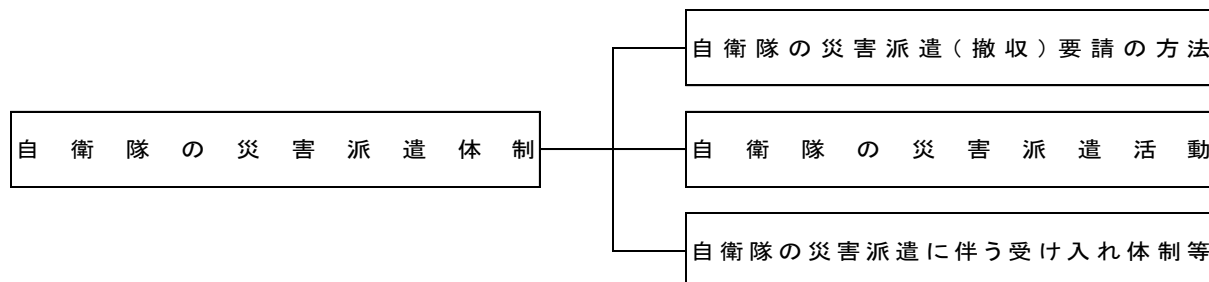 自衛隊の災害派遣体制
自衛隊の災害派遣（撤収）要請の方法
自衛隊の災害派遣活動
自衛隊の災害派遣に伴う受け入れ体制等